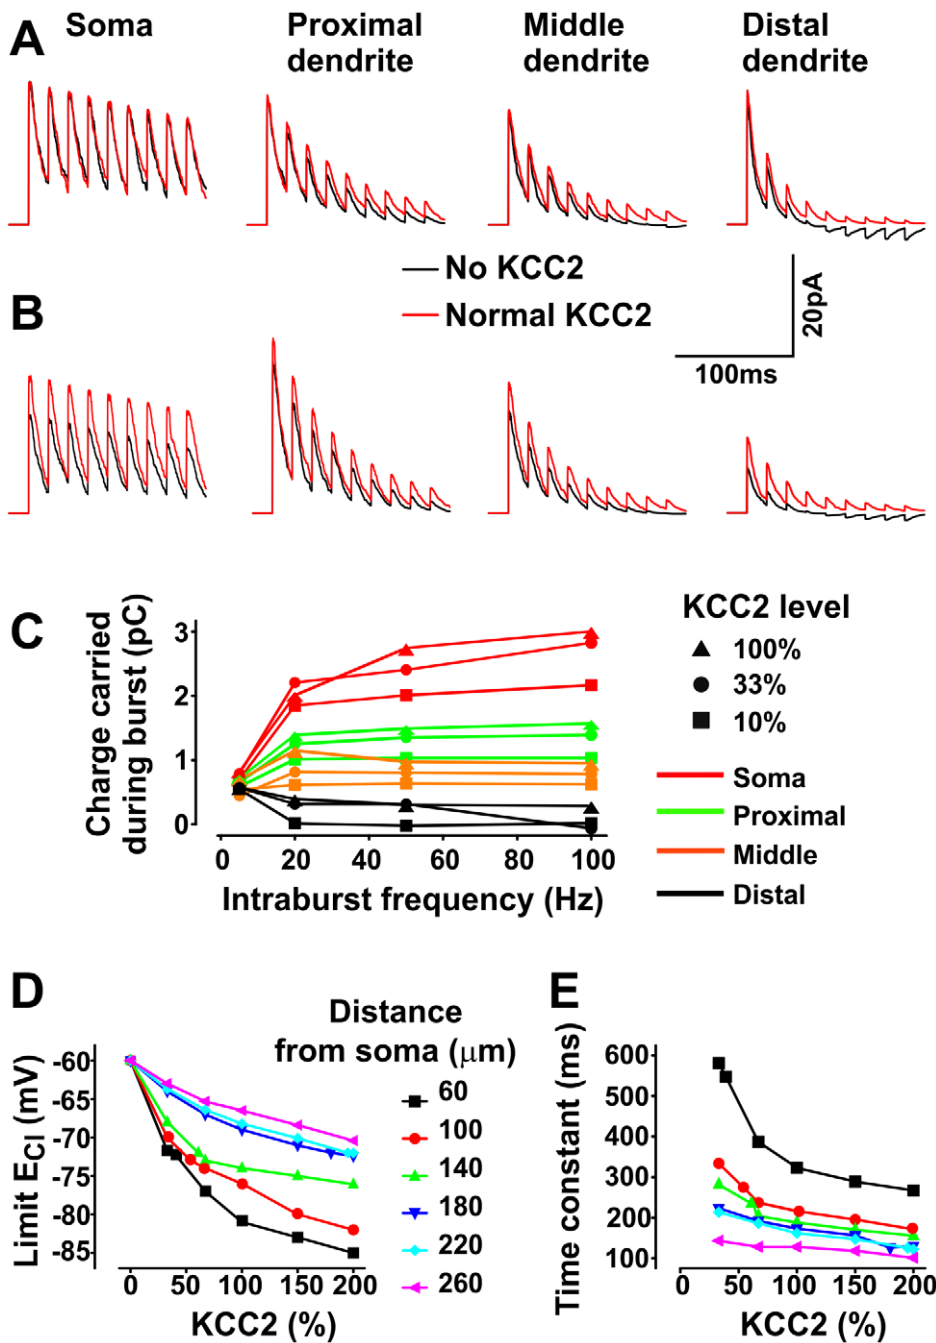 A
Soma
Proximal
dendrite
Middle
dendrite
Distal
dendrite
No KCC2
Normal KCC2
20pA
100ms
B
C
Charge carried
during burst (pC)
3
2
1
0
0 20 40 60 80 100
Intraburst frequency (Hz)
KCC2 level
100%
33%
10%
Soma
Proximal
Middle
Distal
D
Limit ECl (mV)
-60
-65
-70
-75
-80
-85
0 50 100 150 200
KCC2 (%)
Distance
from soma (μm)
60
100
140
180
220
260
E
Time constant (ms)
600
500
400
300
200
100
0 50 100 150 200
KCC2 (%)